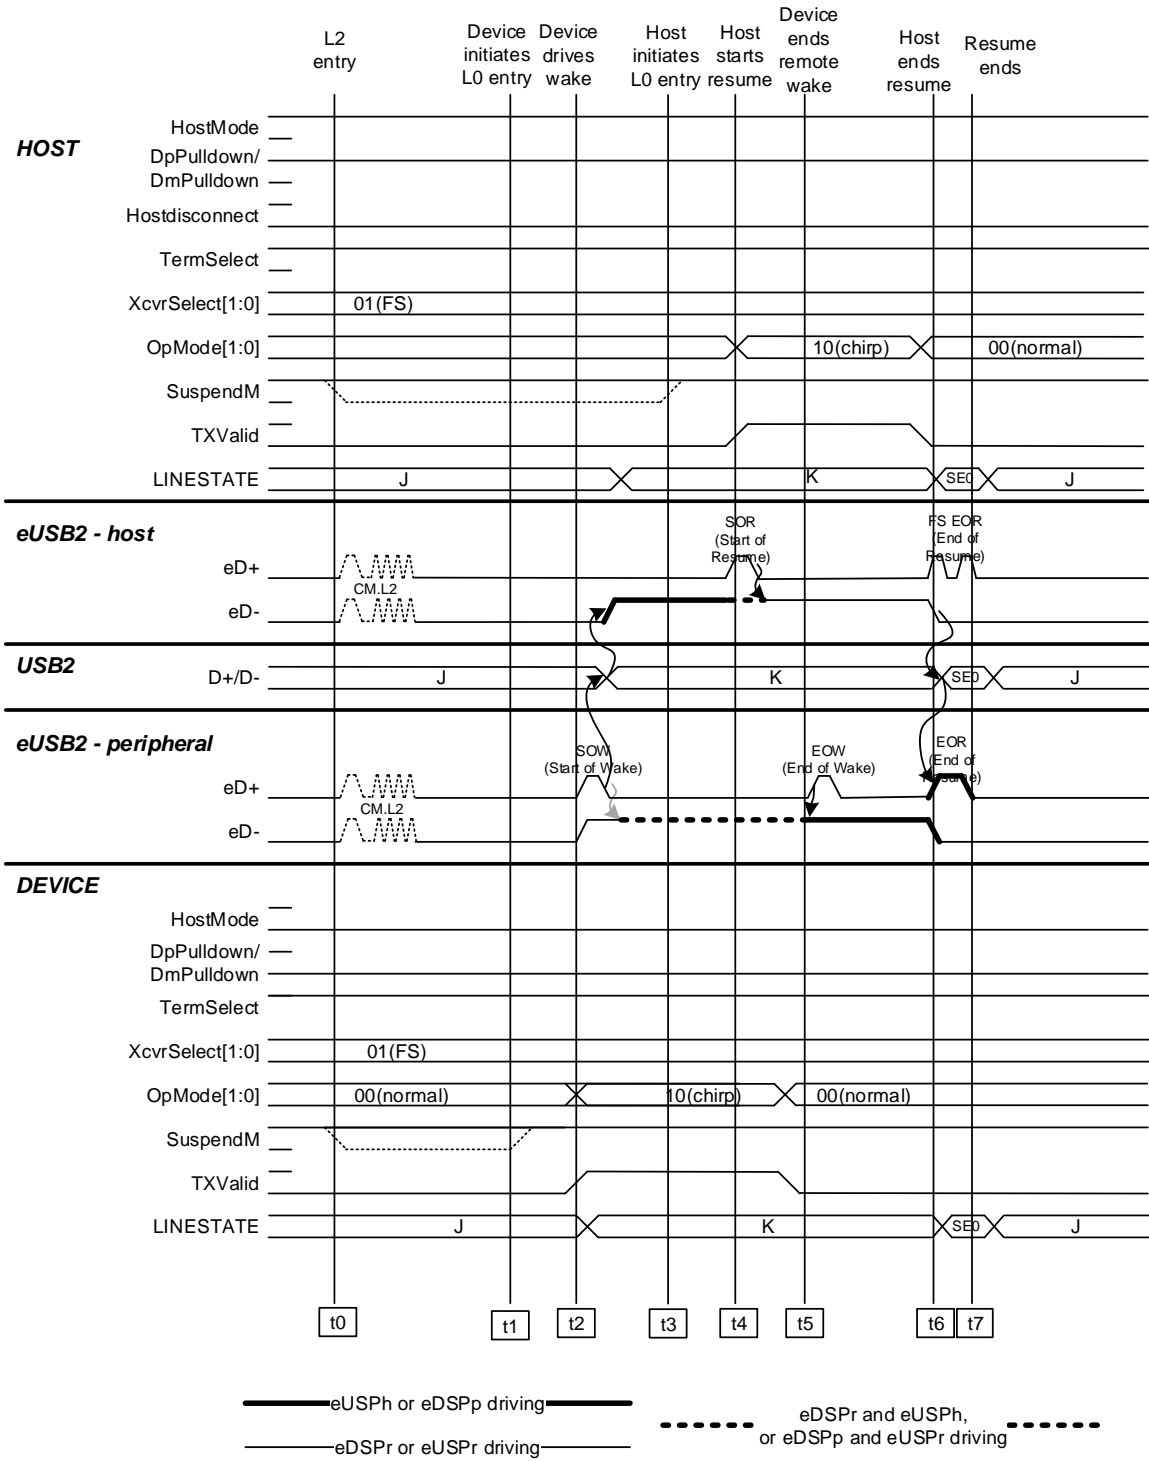 L2
entry
Device
initiates
L0 entry
Device
drives
wake
Host
initiates
L0 entry
Host
starts
resume
Device
ends
remote
wake
Host
ends
resume
Resume
ends
HOST
HostMode
DpPulldown/
DmPulldown
Hostdisconnect
TermSelect
XcvrSelect[1:0]
01(FS)
OpMode[1:0]
10(chirp)
00(normal)
SuspendM
TXValid
LINESTATE
J
K
SE0
J
eUSB2 - host
SOR
(Start of
Resume)
FS EOR
(End of
Resume)
eD+
CM.L2
eD-
USB2
D+/D-
J
K
SE0
J
eUSB2 - peripheral
SOW
(Start of Wake)
EOW
(End of Wake)
EOR
(End of
Resume)
eD+
CM.L2
eD-
DEVICE
HostMode
DpPulldown/
DmPulldown
TermSelect
XcvrSelect[1:0]
01(FS)
OpMode[1:0]
00(normal)
10(chirp)
00(normal)
SuspendM
TXValid
LINESTATE
J
K
SE0
J
t0
t1
t2
t3
t4
t5
t6
t7
eUSPh or eDSPp driving
eDSPr or eUSPr driving
eDSPr and eUSPh,
or eDSPp and eUSPr driving